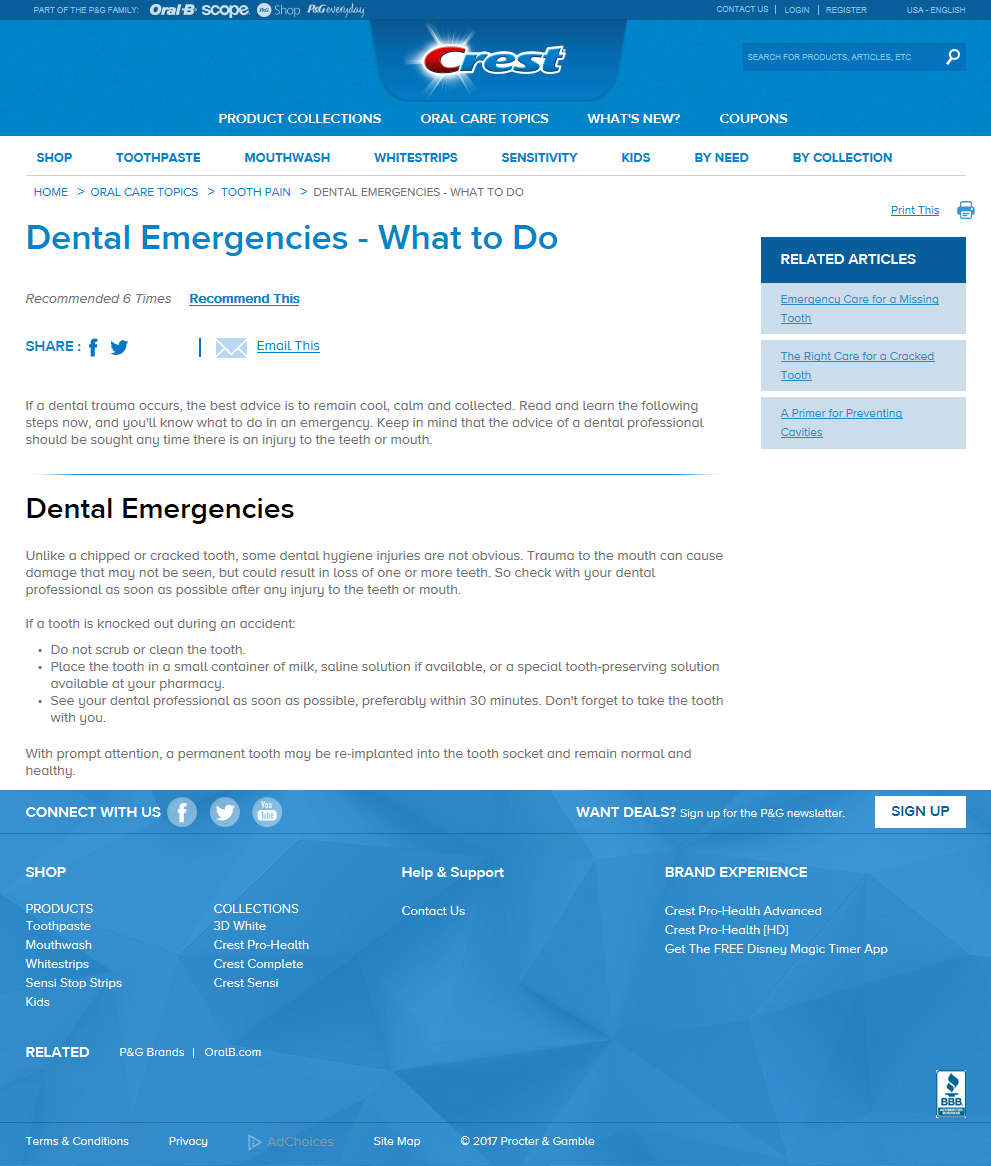 PART OF THE P&G FAMILY: Oral-B scope. P&G Shop P&G everyday CONTACT US | LOGIN | REGISTER USA - ENGLISH
Crest
SEARCH FOR PRODUCTS, ARTICLES, ETC
PRODUCT COLLECTIONS ORAL CARE TOPICS WHAT'S NEW? COUPONS
SHOP TOOTHPASTE MOUTHWASH WHITESTRIPS SENSITIVITY KIDS BY NEED BY COLLECTION
HOME > ORAL CARE TOPICS > TOOTH PAIN > DENTAL EMERGENCIES - WHAT TO DO
Print This
Dental Emergencies - What to Do
Recommended 6 Times Recommend This
SHARE : | Email This
If a dental trauma occurs, the best advice is to remain cool, calm and collected. Read and learn the following
steps now, and you'll know what to do in an emergency. Keep in mind that the advice of a dental professional
should be sought any time there is an injury to the teeth or mouth.
RELATED ARTICLES
Emergency Care for a Missing
Tooth
The Right Care for a Cracked
Tooth
A Primer for Preventing
Cavities
Dental Emergencies
Unlike a chipped or cracked tooth, some dental hygiene injuries are not obvious. Trauma to the mouth can cause
damage that may not be seen, but could result in loss of one or more teeth. So check with your dental
professional as soon as possible after any injury to the teeth or mouth.
If a tooth is knocked out during an accident:
• Do not scrub or clean the tooth.
• Place the tooth in a small container of milk, saline solution if available, or a special tooth-preserving solution
available at your pharmacy.
• See your dental professional as soon as possible, preferably within 30 minutes. Don't forget to take the tooth
with you.
With prompt attention, a permanent tooth may be re-implanted into the tooth socket and remain normal and
healthy.
CONNECT WITH US You Tube WANT DEALS? Sign up for the P&G newsletter. SIGN UP
SHOP
PRODUCTS
Toothpaste
Mouthwash
Whitestrips
Sensi Stop Strips
Kids
COLLECTIONS
3D White
Crest Pro-Health
Crest Complete
Crest Sensi
Help & Support
Contact Us
BRAND EXPERIENCE
Crest Pro-Health Advanced
Crest Pro-Health [HD]
Get The FREE Disney Magic Timer App
RELATED P&G Brands | OralB.com
BBB.
ACCREDITED
BUSINESS
Terms & Conditions Privacy AdChoices Site Map © 2017 Procter & Gamble